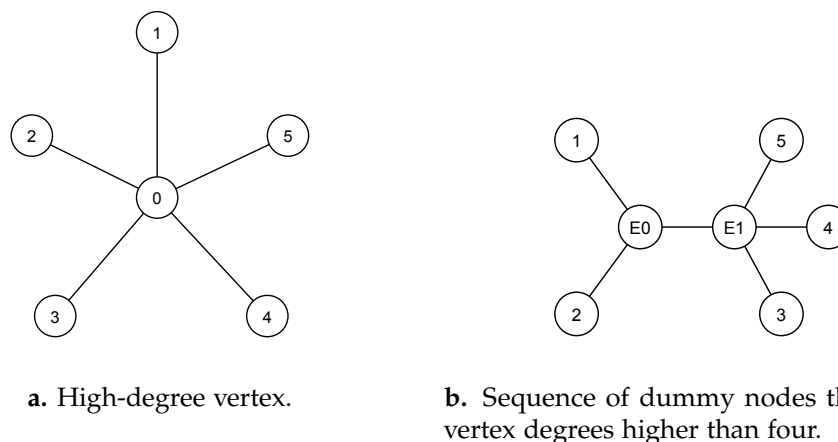 1
2
5
0
3
4
1
5
E0
E1
4
2
3
a. High-degree vertex.
b. Sequence of dummy nodes
vertex degrees higher than four.